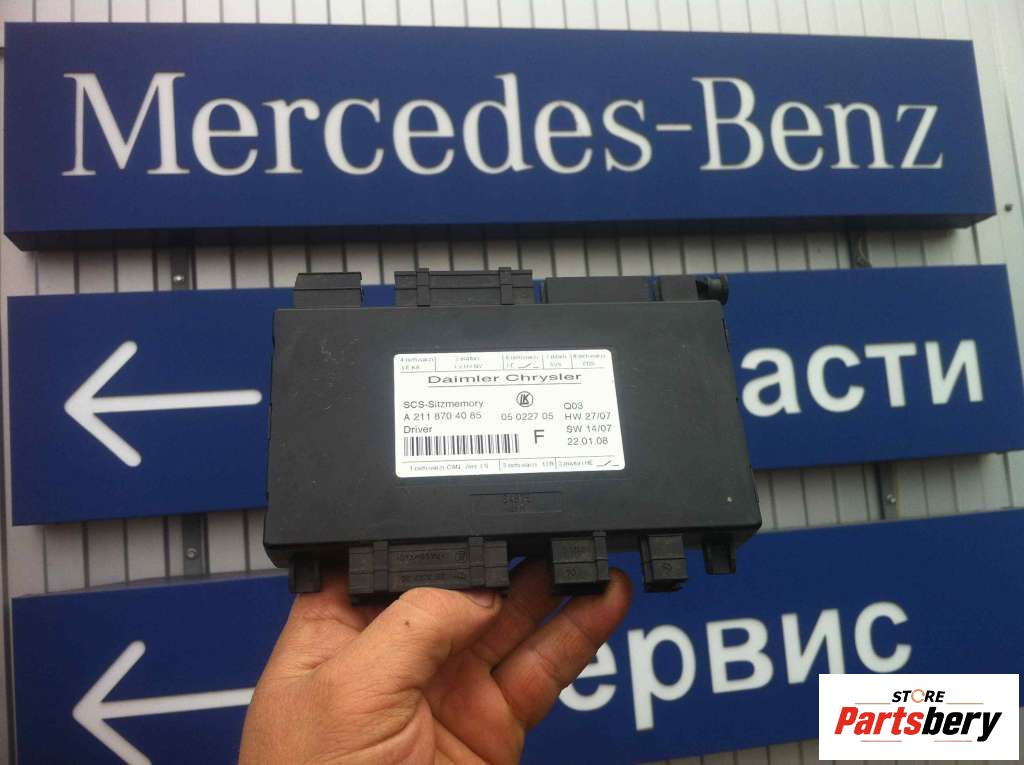 Mercedes-Benz
асти
Daimler Chrysler
SCS-Sitzmemory
A 211 870 40 85
05 0227 05
Driver
F
Q03
HW 27/07
SW 14/07
22.01.08
ервис
STORE
Partsbery